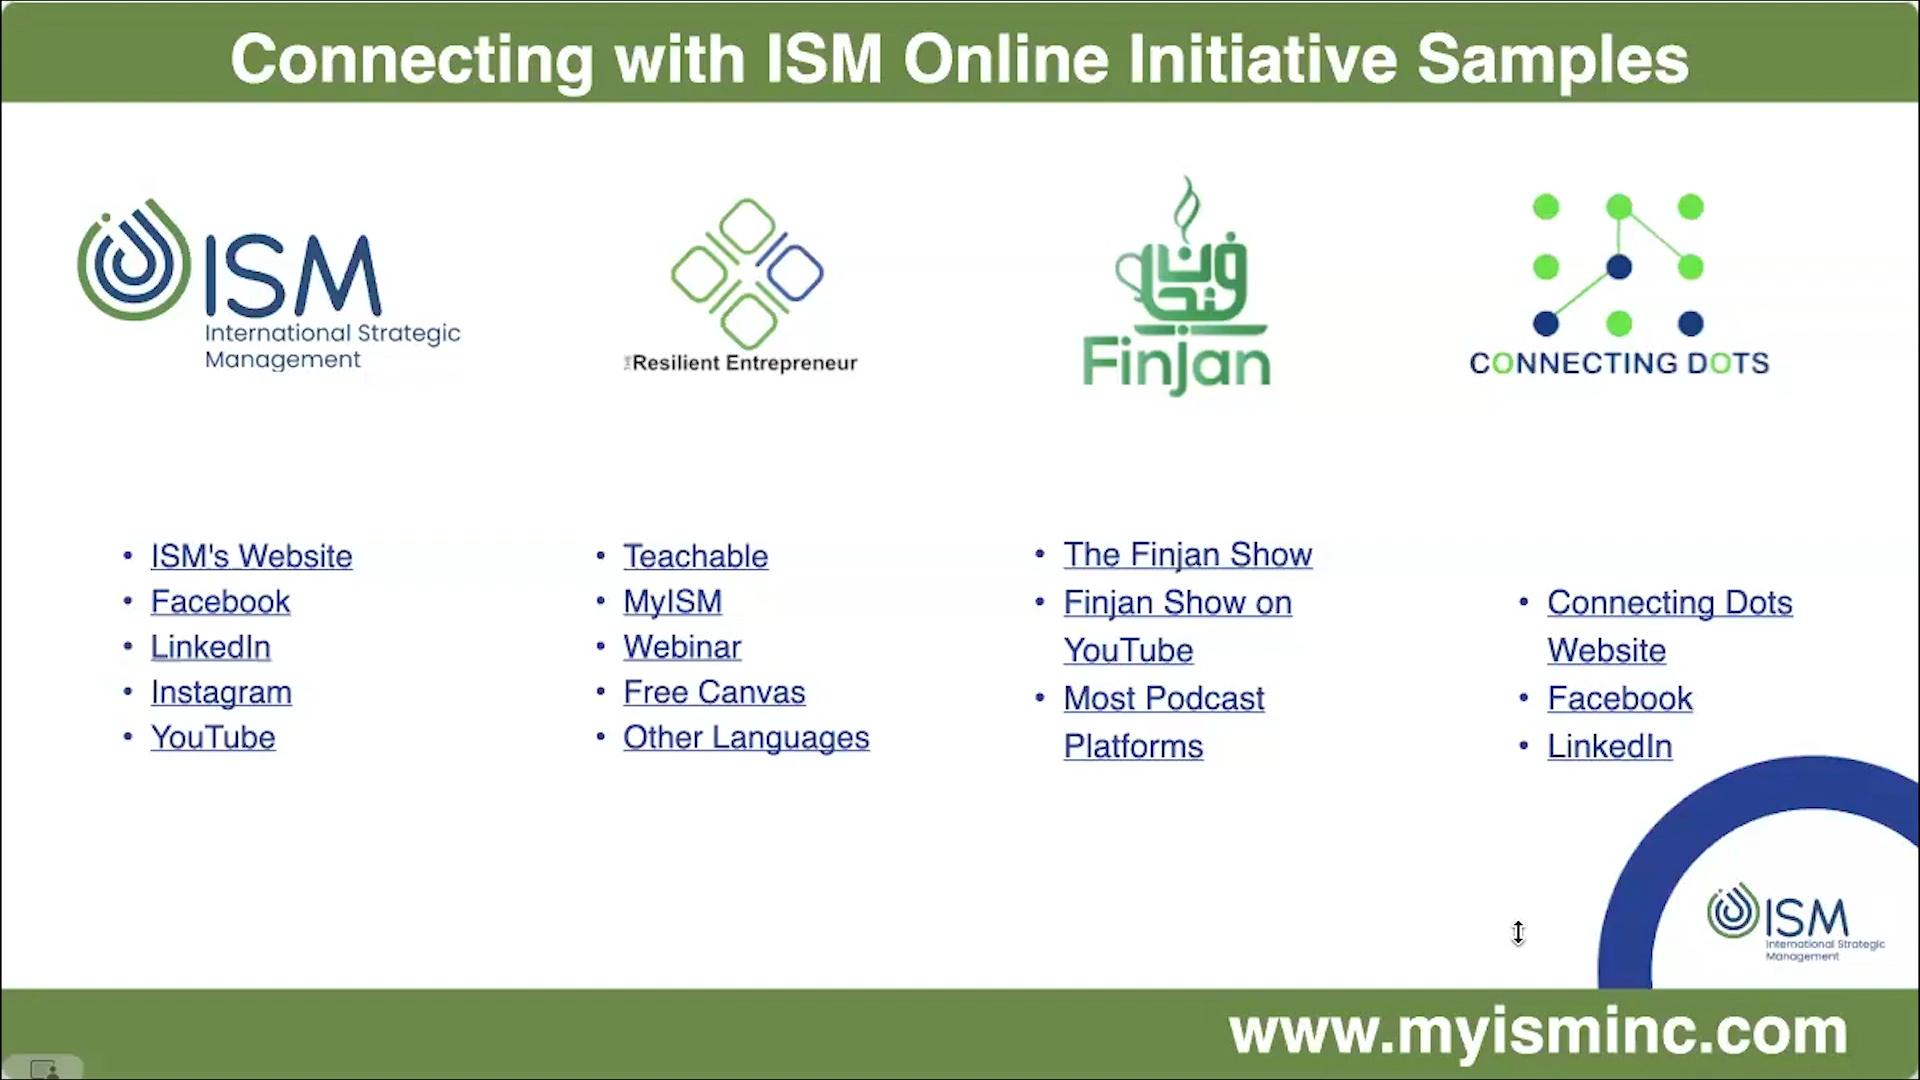 Connecting with ISM Online Initiative Samples
ISM
International Strategic
Management
THE Resilient Entrepreneur
فنجان
FinJan
CONNECTING DOTS
• ISM's Website
• Facebook
• LinkedIn
• Instagram
• YouTube
• Teachable
• MyISM
• Webinar
• Free Canvas
• Other Languages
• The Finjan Show
• Finjan Show on
YouTube
• Most Podcast
Platforms
• Connecting Dots
Website
• Facebook
• LinkedIn
ISM
International Strategic
Management
www.myisminc.com